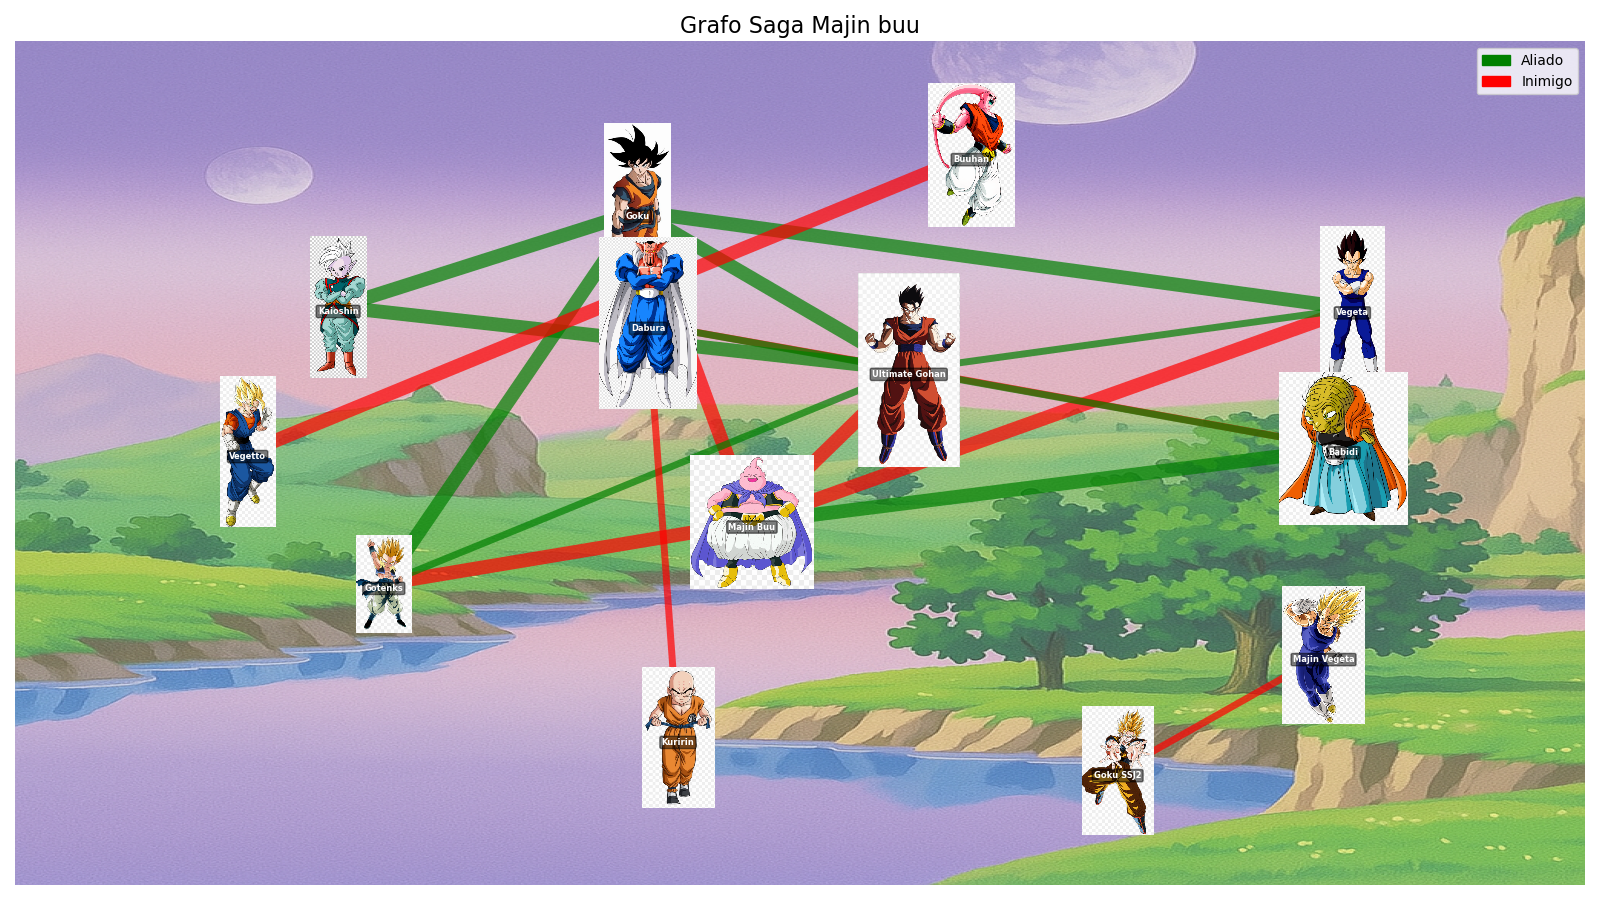 Grafo Saga Majin buu
Aliado
Inimigo
Buuhan
Goku
Kaioshin
Vegeta
Dabura
Ultimate Gohan
Vegetto
Babidi
Majin Buu
Gotenks
Majin Vegeta
Kuririn
Goku SSJ2